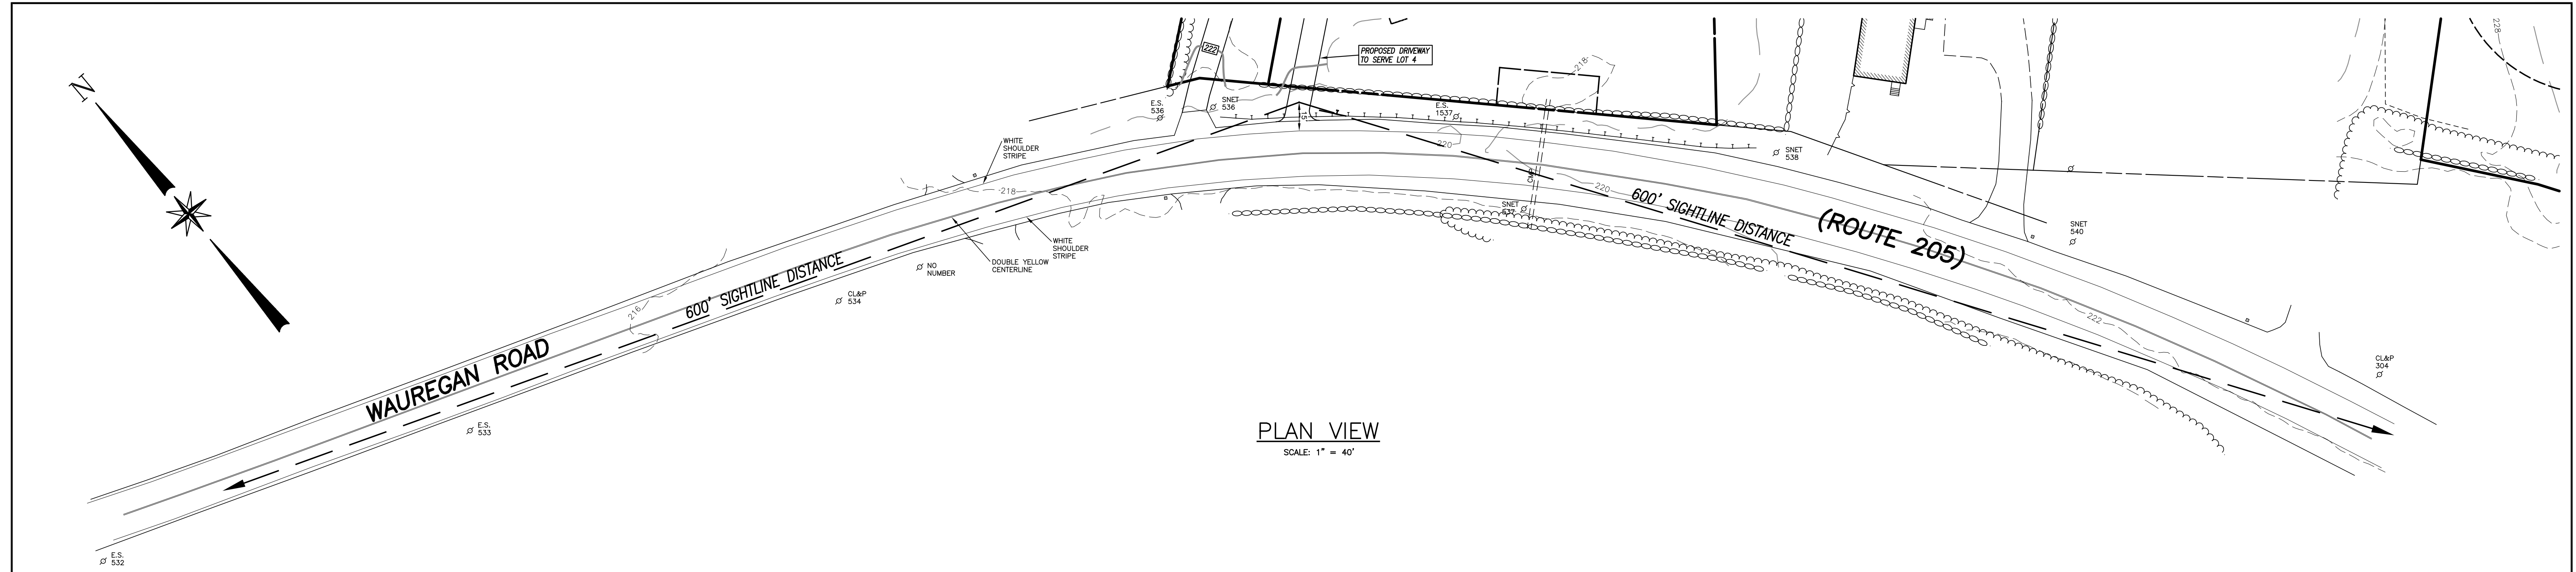 N
222
PROPOSED DRIVEWAY
TO SERVE LOT 4
218
228
E.S.
536
SNET
536
15'
E.S.
1537
220
SNET
538
WHITE
SHOULDER
STRIPE
218
CMP
220
SNET
537
600' SIGHTLINE DISTANCE
(ROUTE 205)
SNET
540
WHITE
SHOULDER
STRIPE
DOUBLE YELLOW
CENTERLINE
NO
NUMBER
600' SIGHTLINE DISTANCE
CL&P
534
216
222
WAUREGAN ROAD
CL&P
304
E.S.
533
PLAN VIEW
SCALE: 1" = 40'
E.S.
532